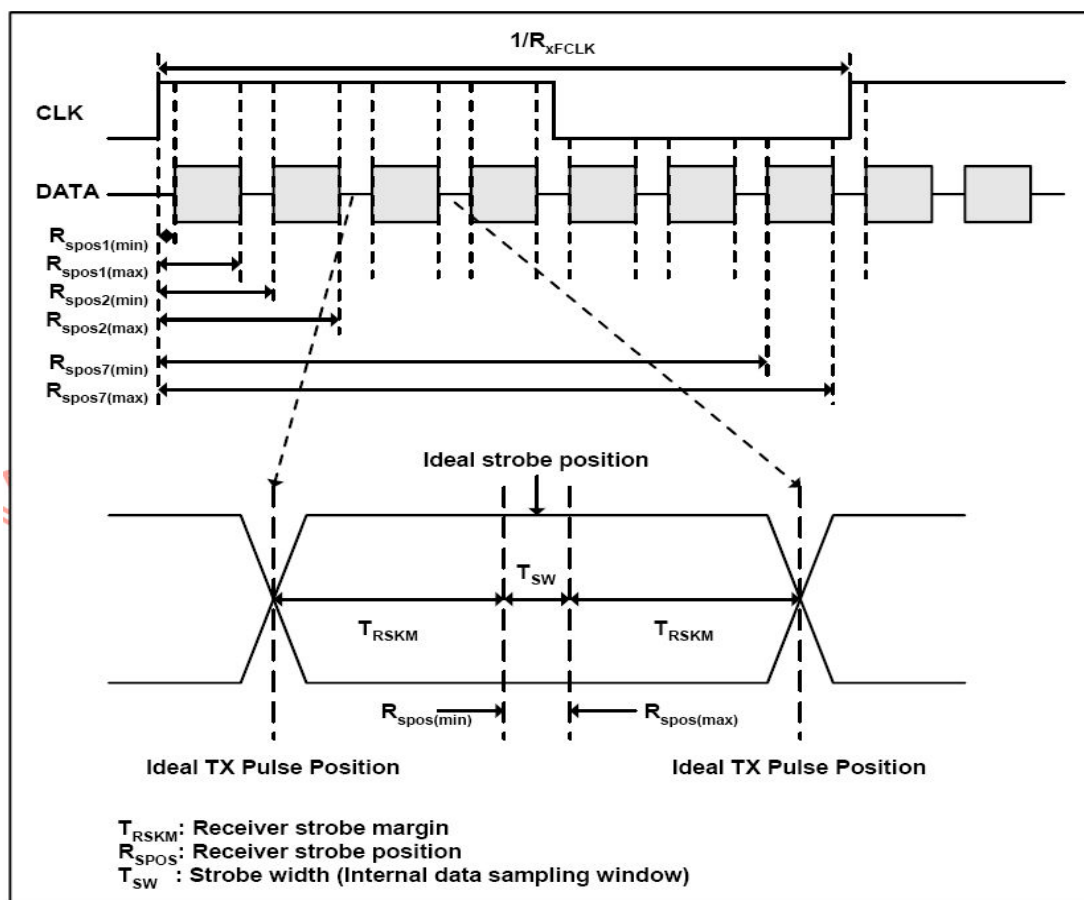 1/RxFCLK
CLK
DATA
Rspos1(min)
Rspos1(max)
Rspos2(min)
Rspos2(max)
Rspos7(min)
Rspos7(max)
Ideal strobe position
TSW
TRSKM
TRSKM
Rspos(min)
Rspos(max)
Ideal TX Pulse Position
Ideal TX Pulse Position
TRSKM: Receiver strobe margin
RSPOS: Receiver strobe position
TSW : Strobe width (Internal data sampling window)